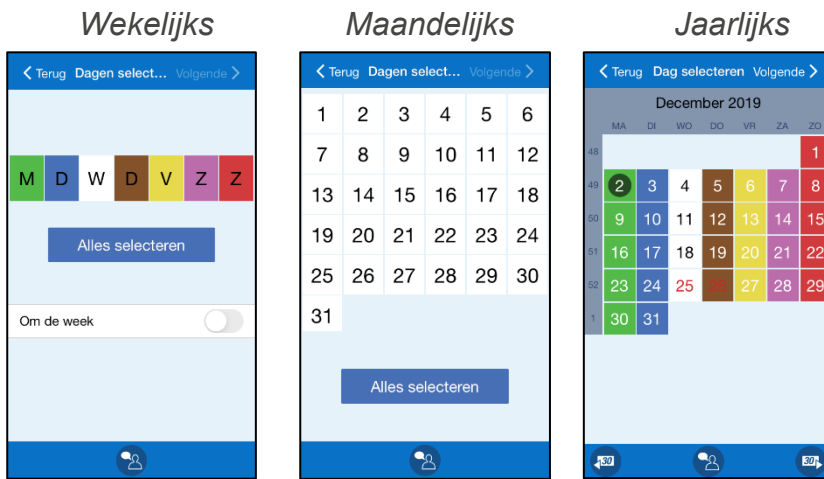 Wekelijks
Terug Dagen select... Volgende
M D W D V Z Z
Alles selecteren
Om de week
Maandelijks
Terug Dagen select... Volgende
1 2 3 4 5 6
7 8 9 10 11 12
13 14 15 16 17 18
19 20 21 22 23 24
25 26 27 28 29 30
31
Alles selecteren
Jaarlijks
Terug Dag selecteren Volgende
December 2019
MA DI WO DO VR ZA ZO
48 1
49 2 3 4 5 6 7 8
50 9 10 11 12 13 14 15
51 16 17 18 19 20 21 22
52 23 24 25 26 27 28 29
1 30 31
30 30